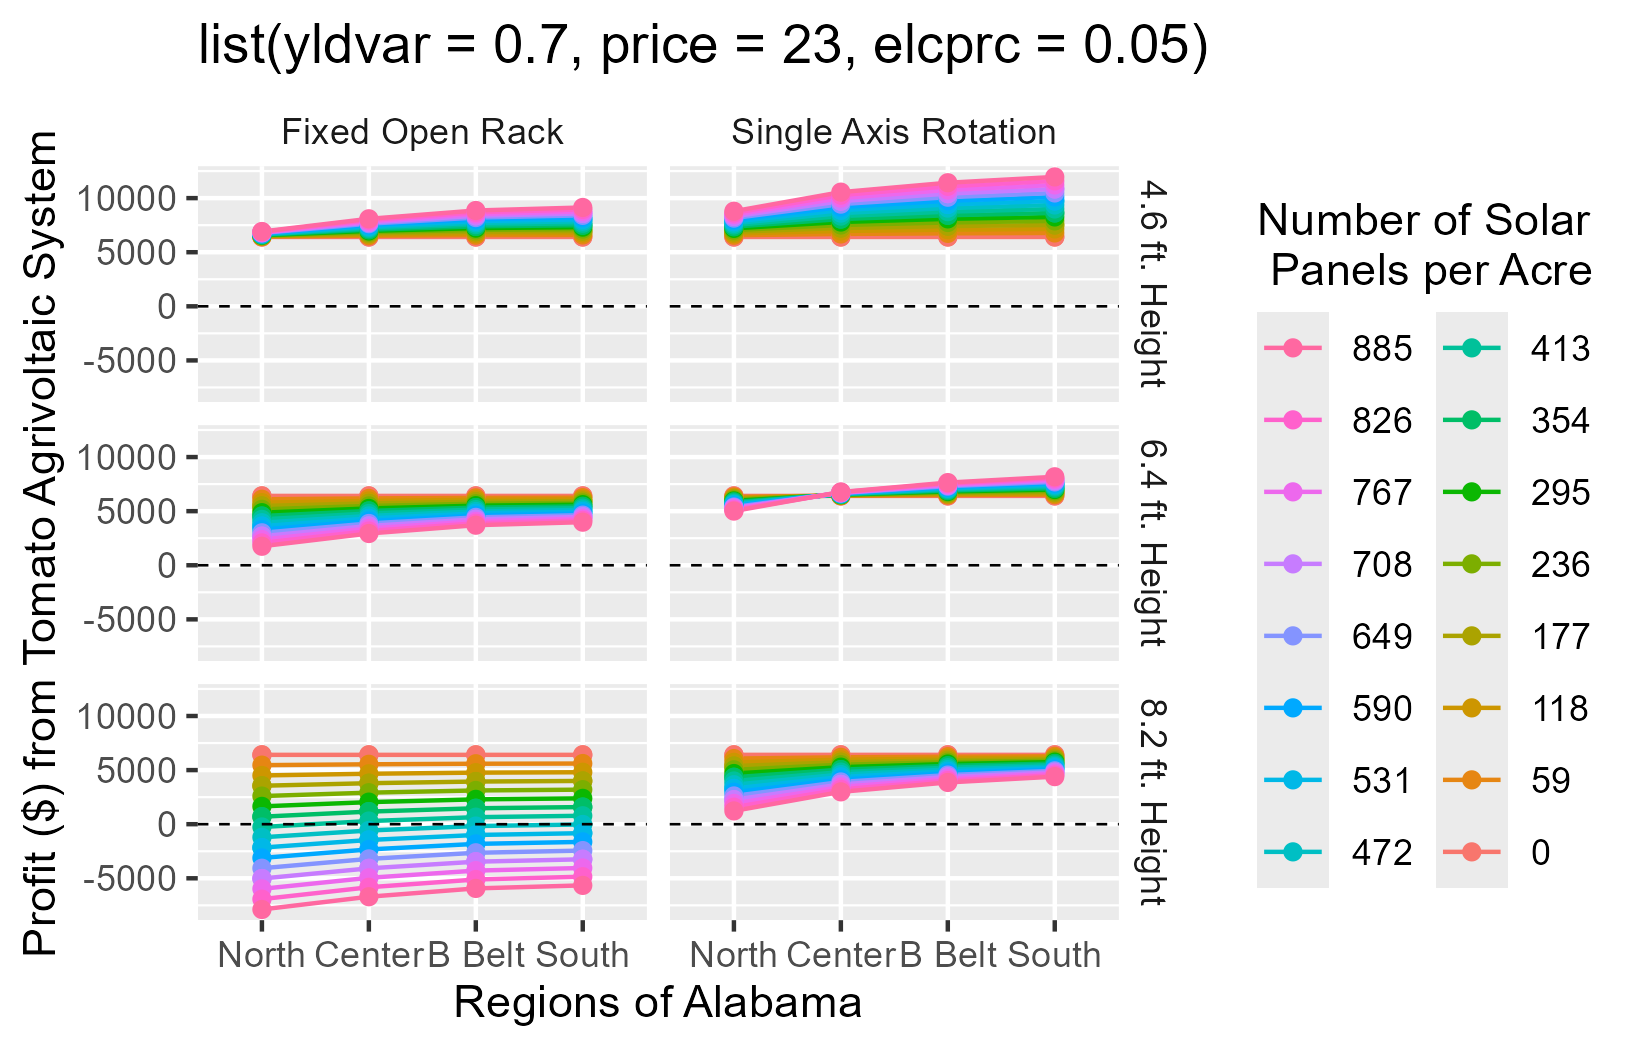 list(yldvar = 0.7, price = 23, elcprc = 0.05)
Fixed Open Rack
Single Axis Rotation
Profit ($) from Tomato Agrivoltaic System
10000
5000
0
-5000
4.6 ft. Height
10000
5000
0
-5000
6.4 ft. Height
10000
5000
0
-5000
8.2 ft. Height
North Center B Belt South
North Center B Belt South
Regions of Alabama
Number of Solar
Panels per Acre
885
826
767
708
649
590
531
472
413
354
295
236
177
118
59
0